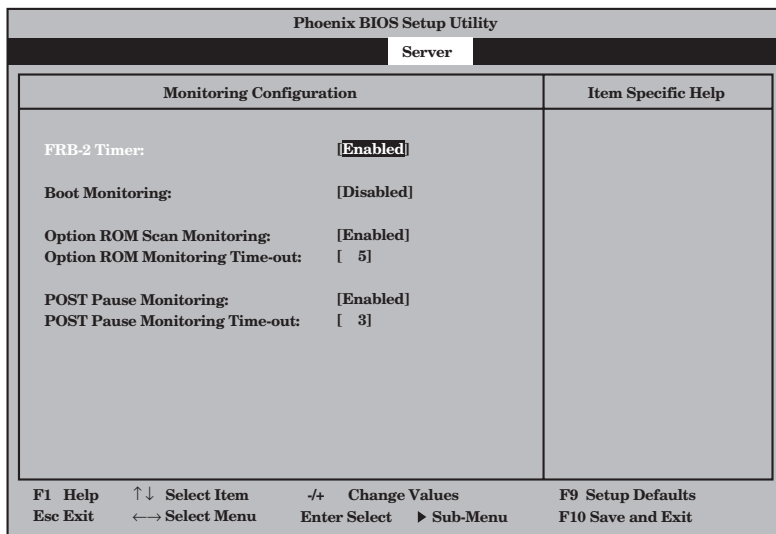 Phoenix BIOS Setup Utility
Server
Monitoring Configuration
Item Specific Help
FRB-2 Timer: [Enabled]
Boot Monitoring: [Disabled]
Option ROM Scan Monitoring: [Enabled]
Option ROM Monitoring Time-out: [ 5]
POST Pause Monitoring: [Enabled]
POST Pause Monitoring Time-out: [ 3]
F1 Help ↑↓ Select Item -/+ Change Values F9 Setup Defaults
Esc Exit ←→ Select Menu Enter Select ▶ Sub-Menu F10 Save and Exit